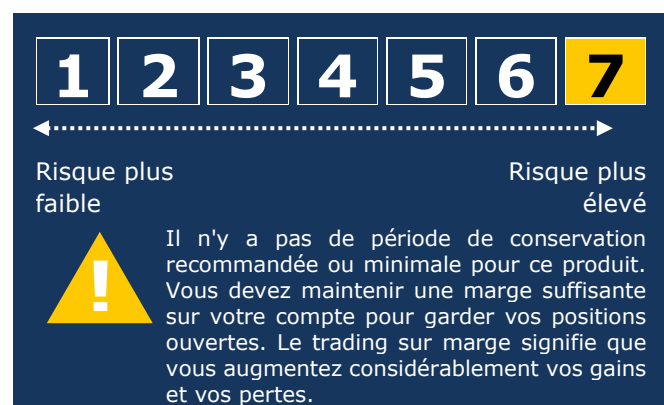 1 2 3 4 5 6 7
Risque plus Risque plus
faible élevé
! Il n'y a pas de période de conservation
recommandée ou minimale pour ce produit.
Vous devez maintenir une marge suffisante
sur votre compte pour garder vos positions
ouvertes. Le trading sur marge signifie que
vous augmentez considérablement vos gains
et vos pertes.